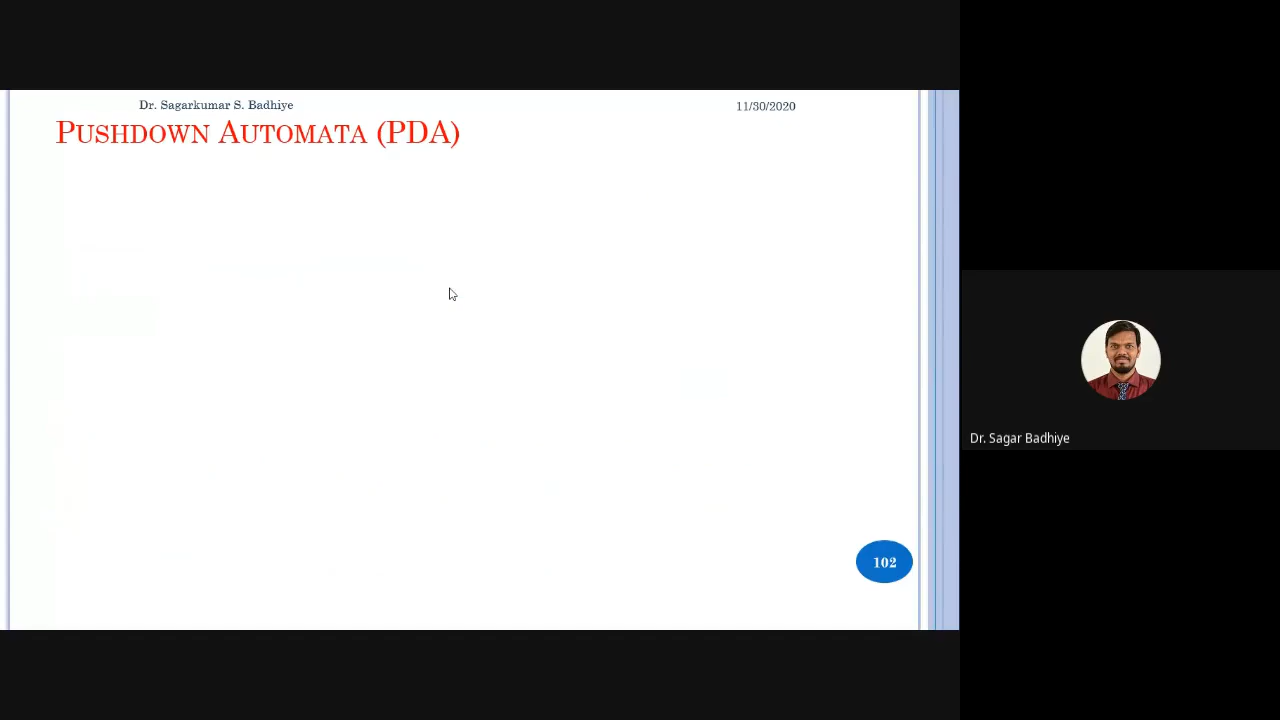 Dr. Sagarkumar S. Badhiye
11/30/2020
PUSHDOWN AUTOMATA (PDA)
102
Dr. Sagar Badhiye